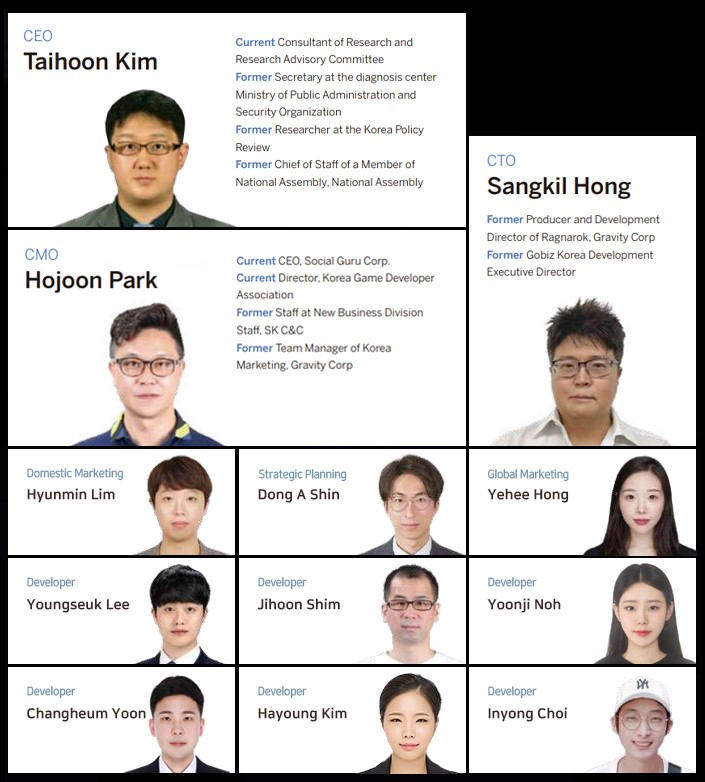 CEO
Taihoon Kim
Current Consultant of Research and
Research Advisory Committee
Former Secretary at the diagnosis center
Ministry of Public Administration and
Security Organization
Former Researcher at the Korea Policy
Review
Former Chief of Staff of a Member of
National Assembly, National Assembly
CTO
Sangkil Hong
Former Producer and Development
Director of Ragnarok, Gravity Corp
Former Gobiz Korea Development
Executive Director
CMO
Hojoon Park
Current CEO, Social Guru Corp.
Current Director, Korea Game Developer
Association
Former Staff at New Business Division
Staff, SK C&C
Former Team Manager of Korea
Marketing, Gravity Corp
Domestic Marketing
Hyunmin Lim
Strategic Planning
Dong A Shin
Global Marketing
Yehee Hong
Developer
Youngseuk Lee
Developer
Jihoon Shim
Developer
Yoonji Noh
Developer
Changheum Yoon
Developer
Hayoung Kim
Developer
Inyong Choi